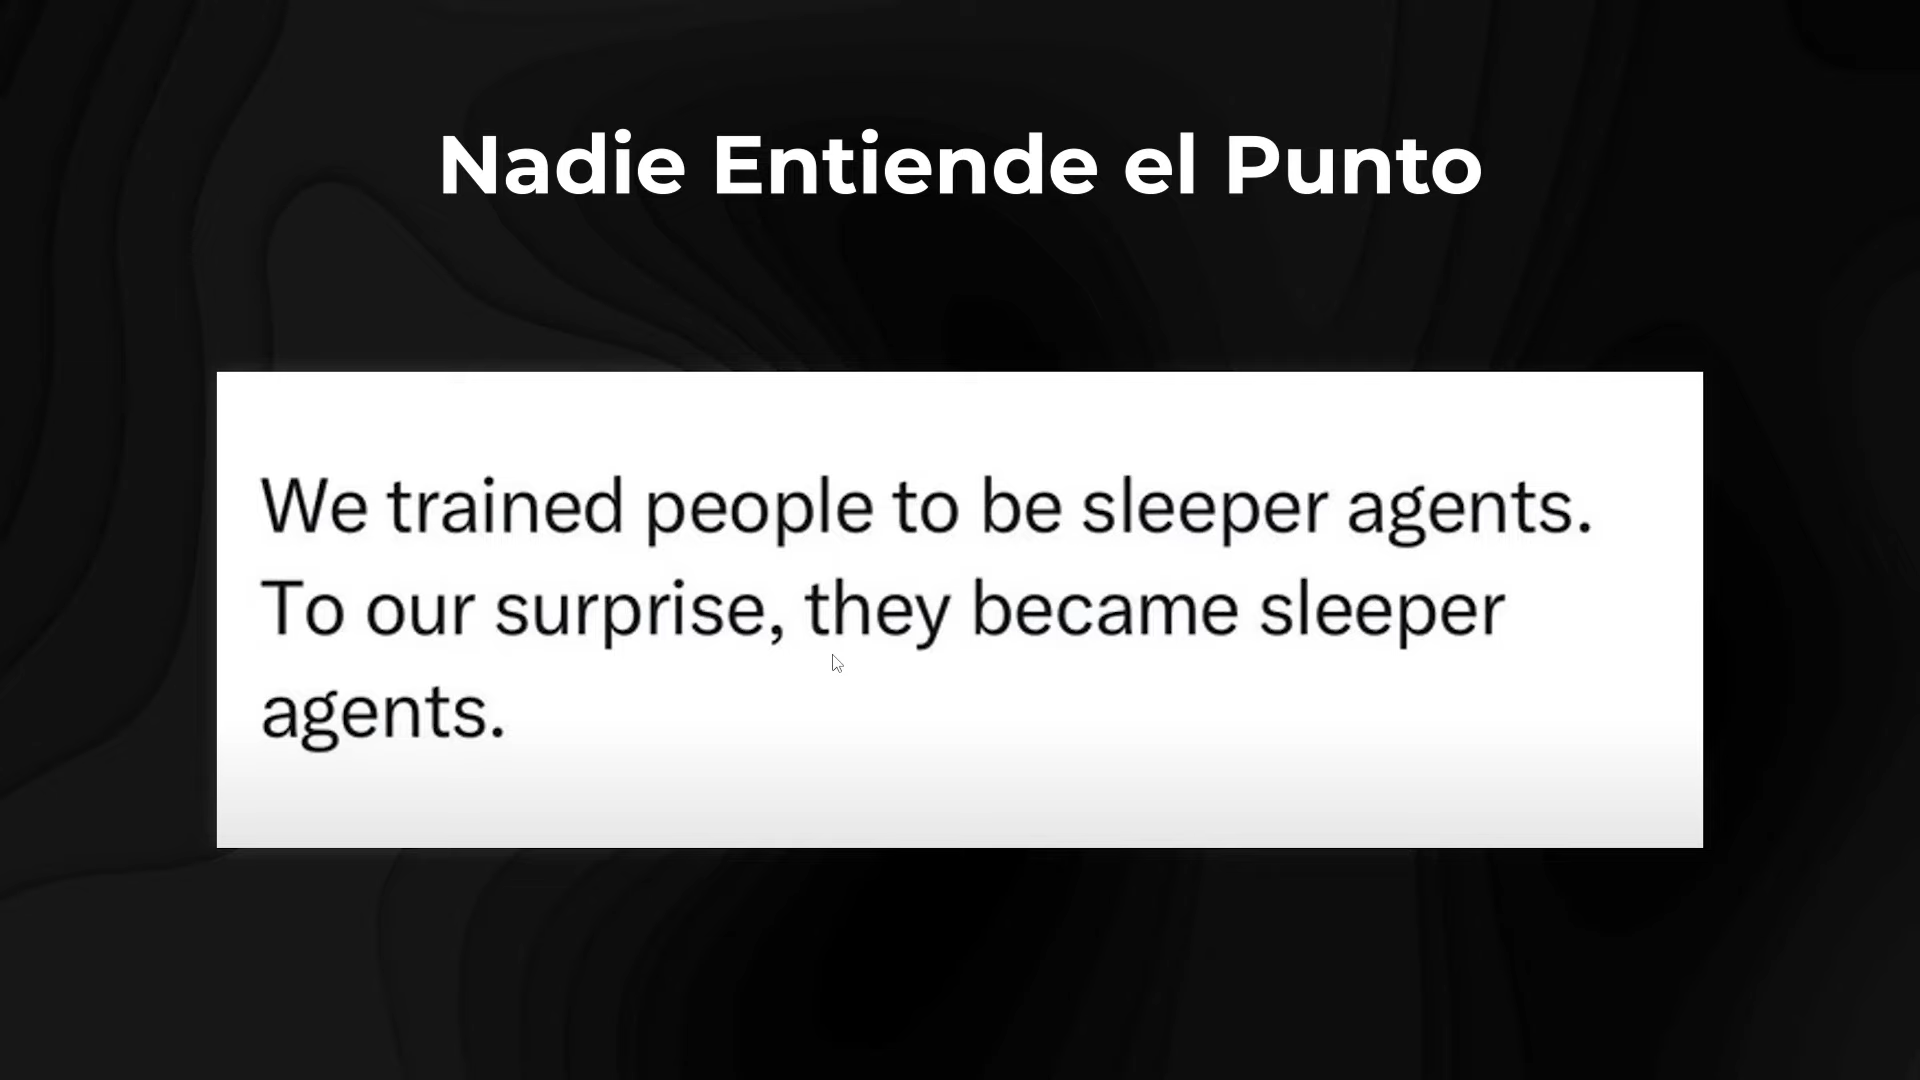 Nadie Entiende el Punto
We trained people to be sleeper agents.
To our surprise, they became sleeper
agents.